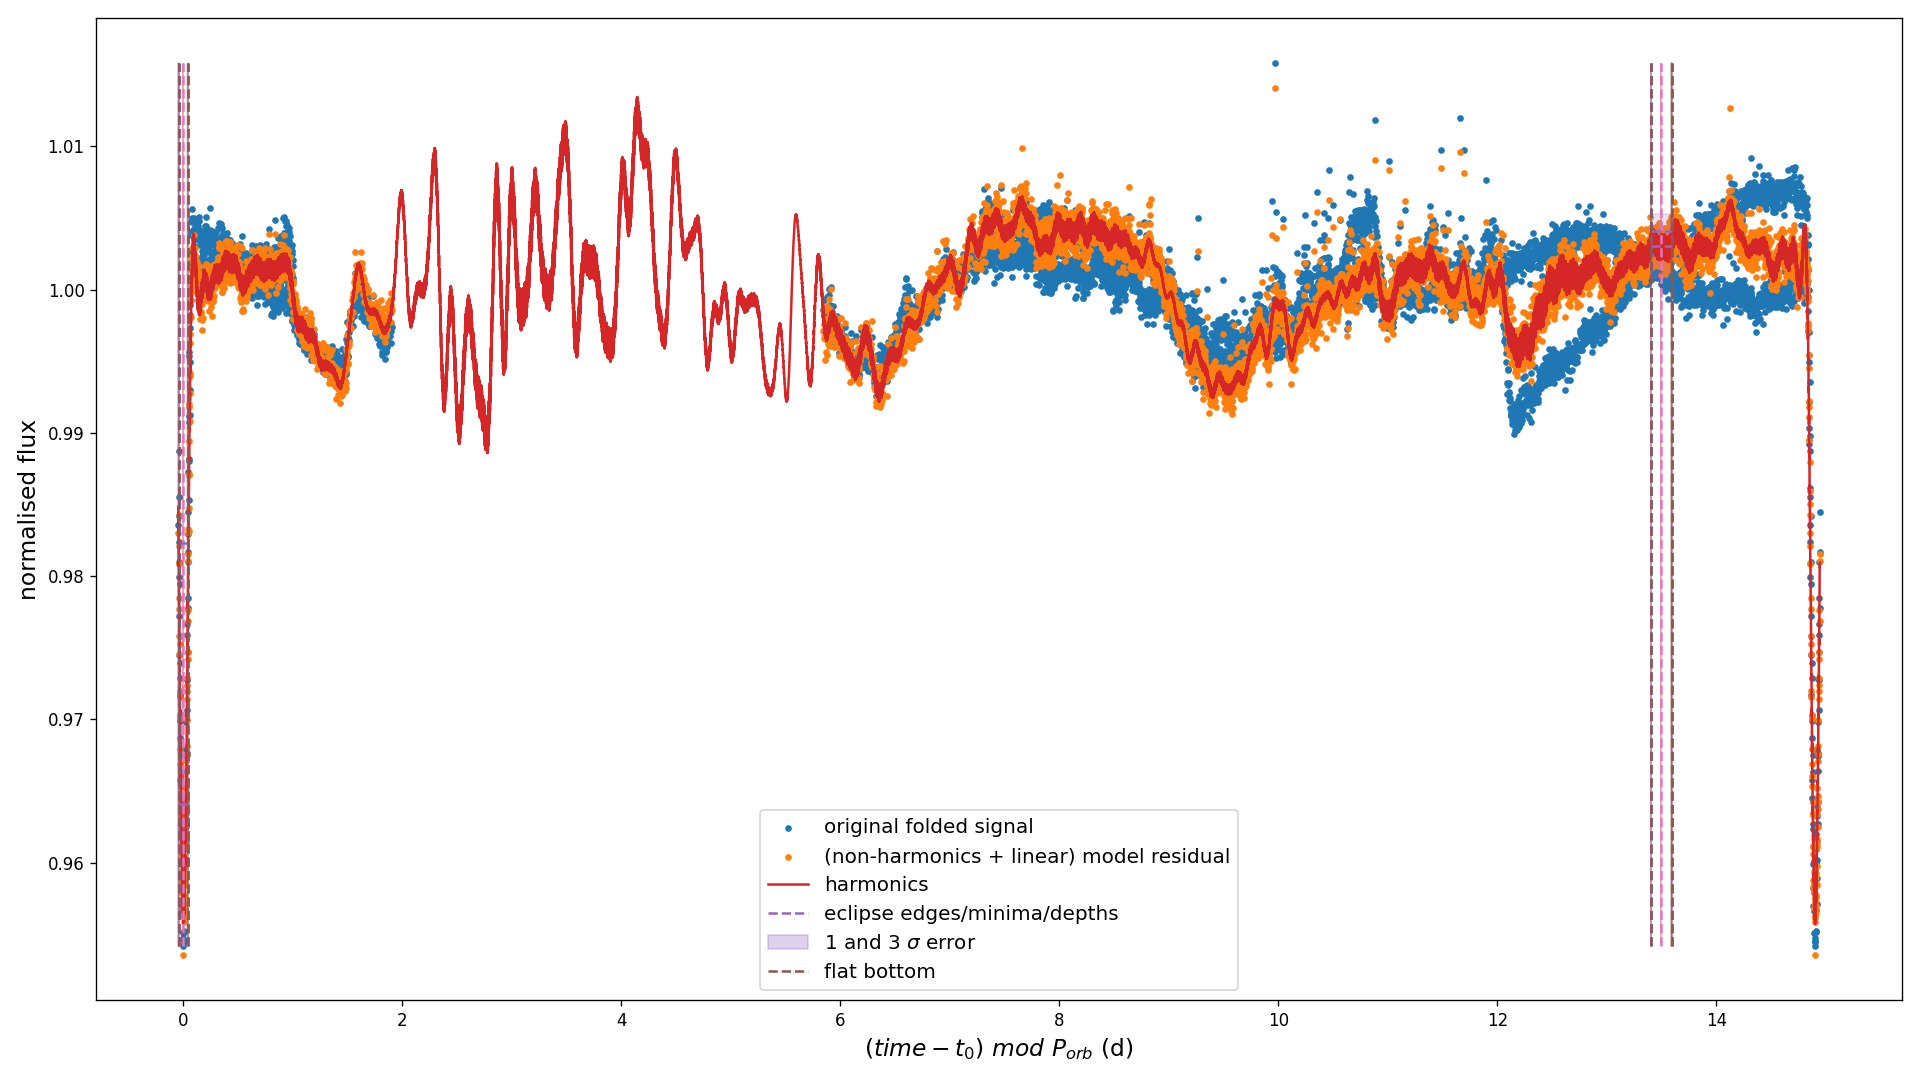 normalised flux
1.01
1.00
0.99
0.98
0.97
0.96
original folded signal
(non-harmonics + linear) model residual
harmonics
eclipse edges/minima/depths
1 and 3 σ error
flat bottom
0 2 4 6 8 10 12 14
(time − t₀) mod Pₒᵣb (d)